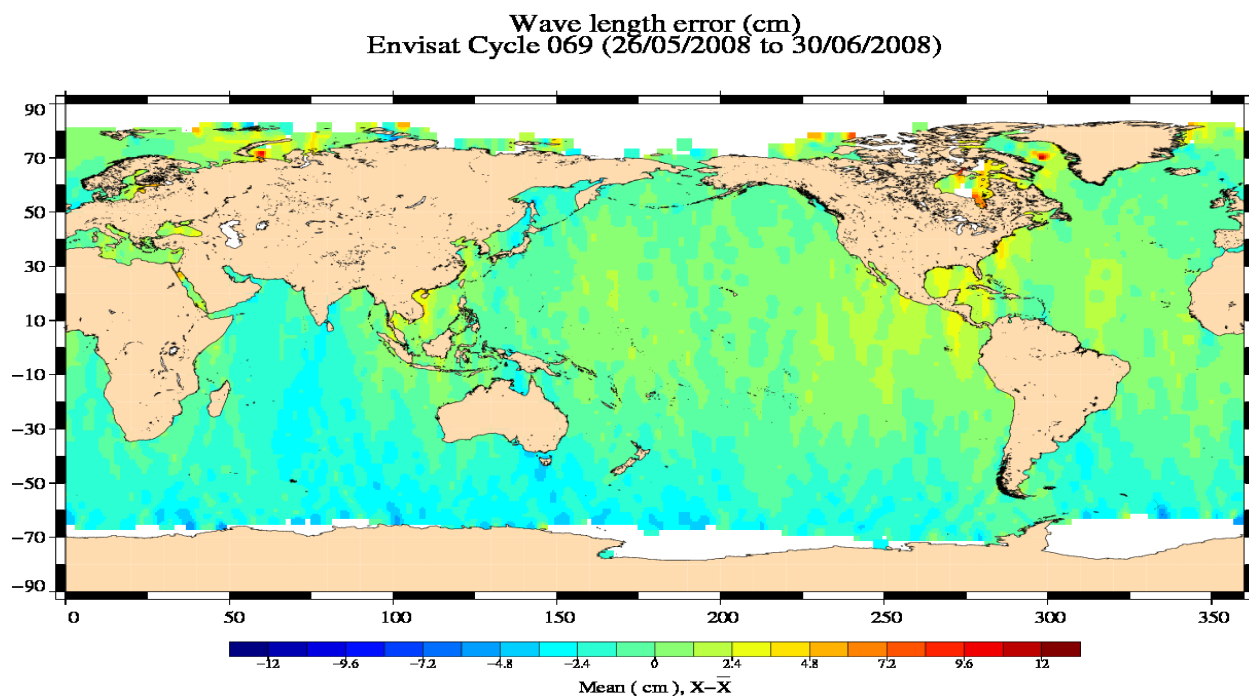 Wave length error (cm)
Envisat Cycle 069 (26/05/2008 to 30/06/2008)
90
70
50
30
10
−10
−30
−50
−70
−90
0 50 100 150 200 250 300 350
−12 −9.6 −7.2 −4.8 −2.4 0 2.4 4.8 7.2 9.6 12
Mean ( cm ), X−X̅